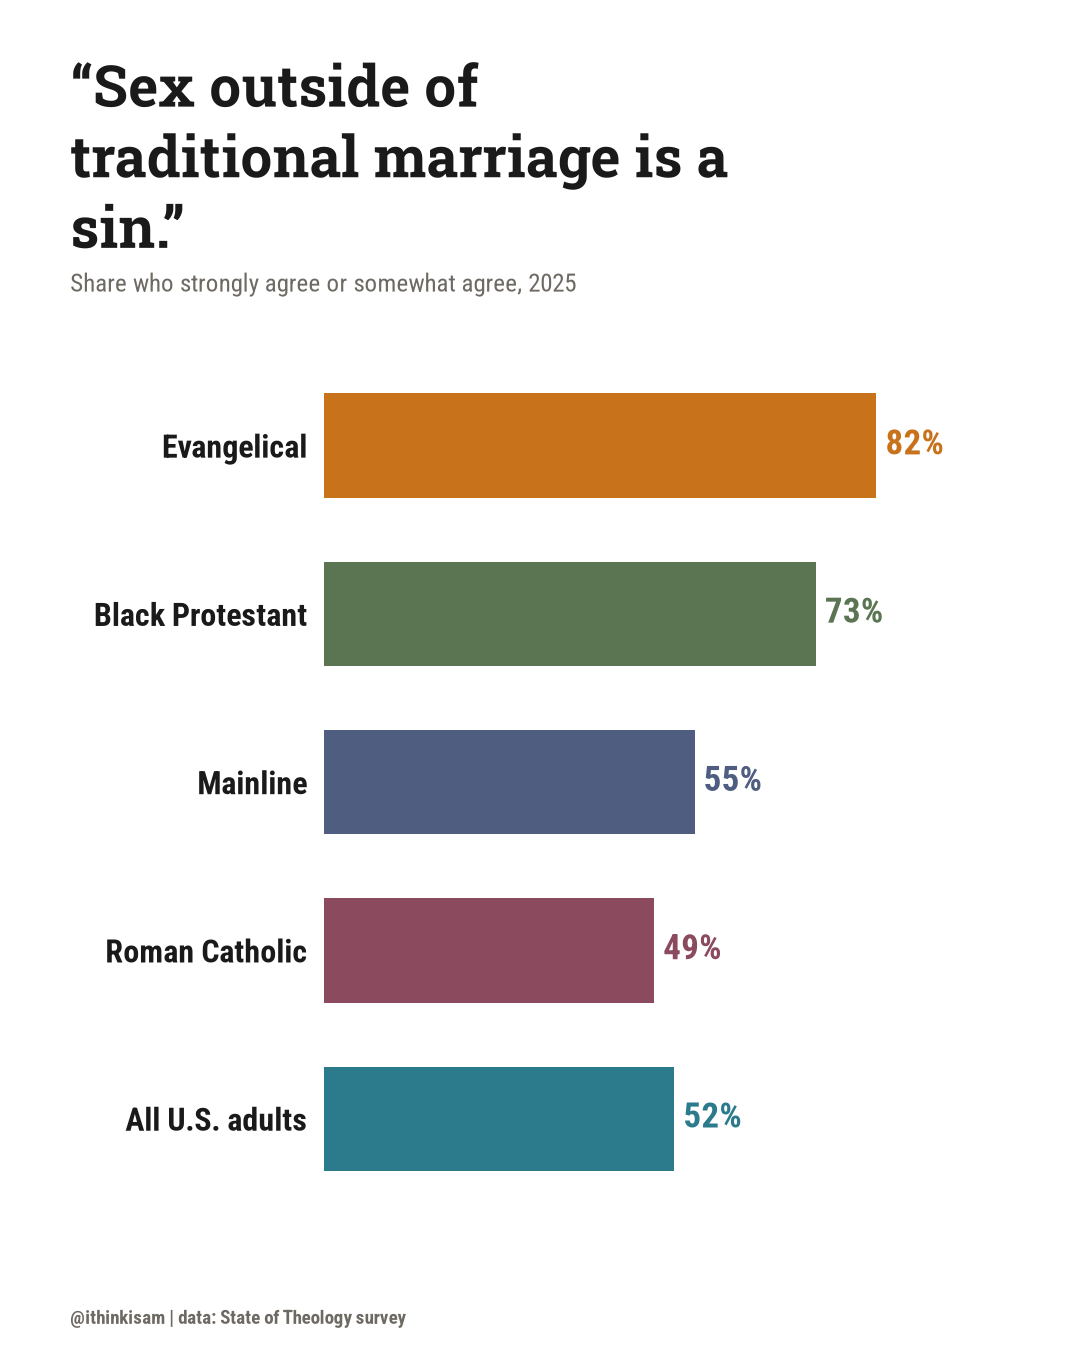 “Sex outside of
traditional marriage is a
sin.”
Share who strongly agree or somewhat agree, 2025
Evangelical 82%
Black Protestant 73%
Mainline 55%
Roman Catholic 49%
All U.S. adults 52%
@ithinkisam | data: State of Theology survey